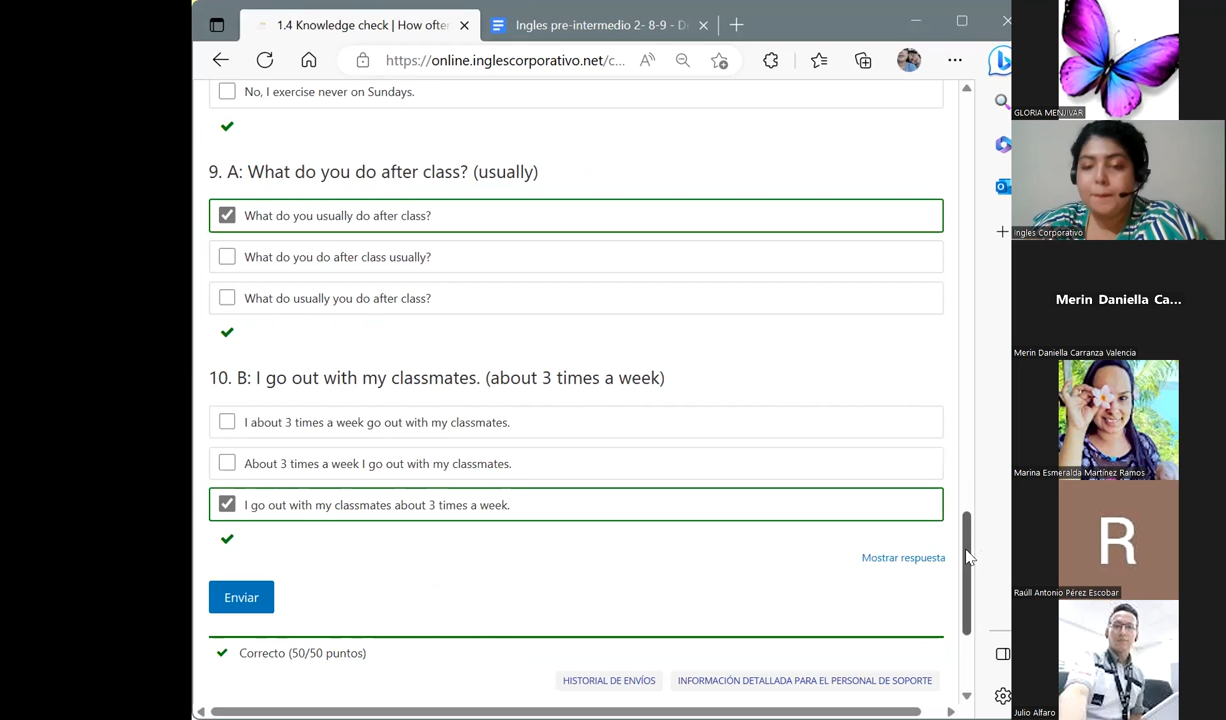 1.4 Knowledge check | How ofter
Ingles pre-intermedio 2- 8-9 - D
https://online.inglescorporativo.net/c...
No, I exercise never on Sundays.
9. A: What do you do after class? (usually)
What do you usually do after class?
What do you do after class usually?
What do usually you do after class?
10. B: I go out with my classmates. (about 3 times a week)
I about 3 times a week go out with my classmates.
About 3 times a week I go out with my classmates.
I go out with my classmates about 3 times a week.
Mostrar respuesta
Enviar
Correcto (50/50 puntos)
HISTORIAL DE ENVÍOS
INFORMACIÓN DETALLADA PARA EL PERSONAL DE SOPORTE
GLORIA MENJIVAR
Ingles Corporativo
Merin Daniella Ca...
Merin Daniella Carranza Valencia
Marina Esmeralda Martínez Ramos
R
Raúll Antonio Pérez Escobar
Julio Alfaro